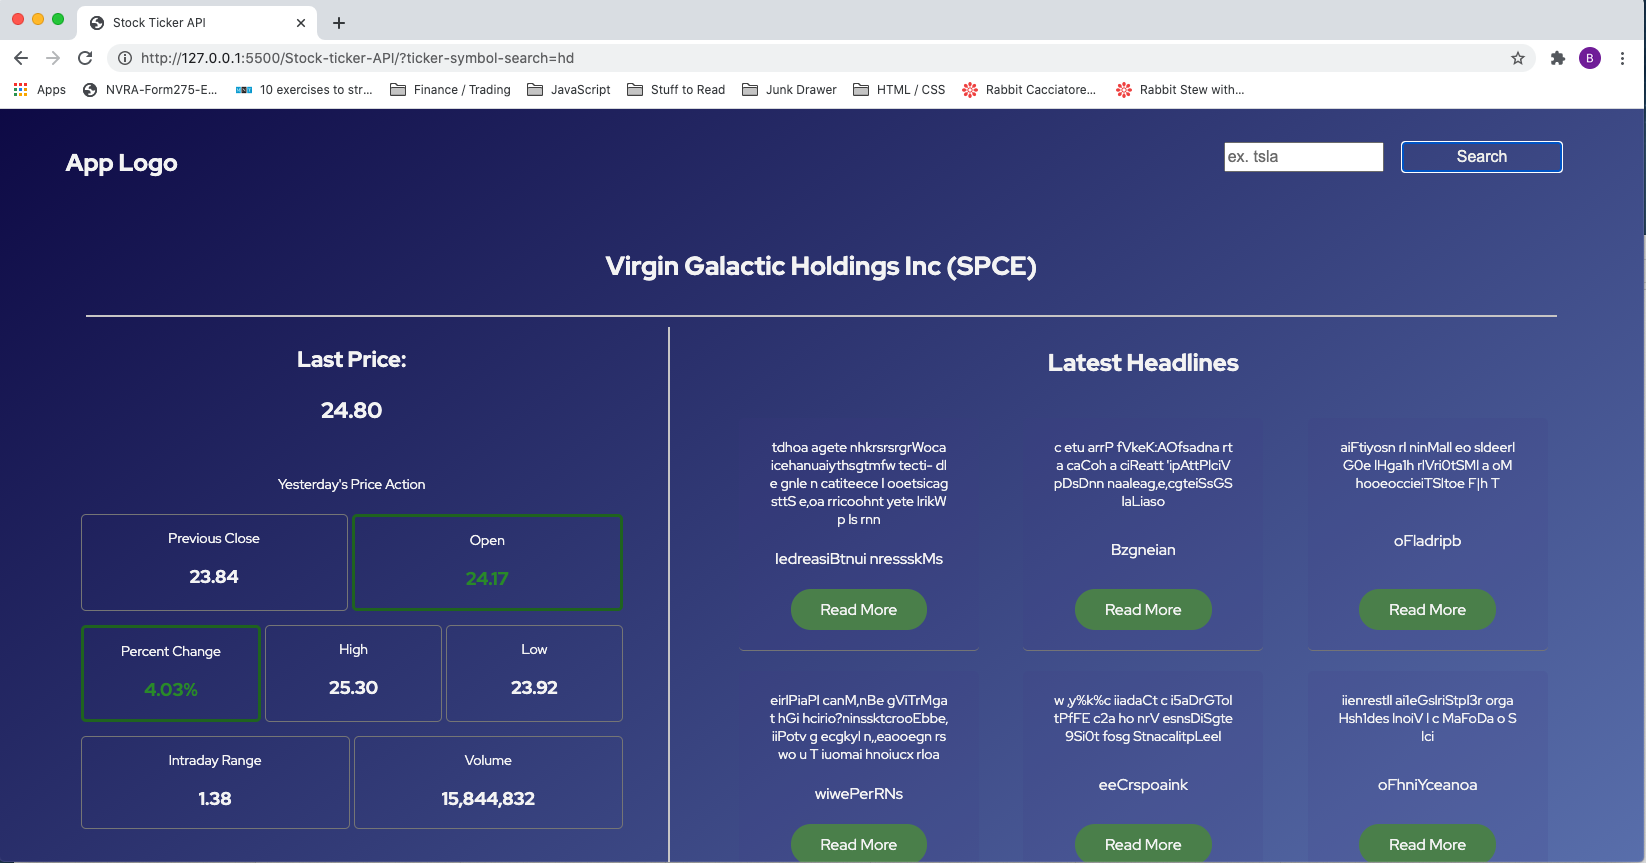 Stock Ticker API
http://127.0.0.1:5500/Stock-ticker-API/?ticker-symbol-search=hd
B
Apps
NVRA-Form275-E...
10 exercises to str...
Finance / Trading
JavaScript
Stuff to Read
Junk Drawer
HTML / CSS
Rabbit Cacciatore...
Rabbit Stew with...
App Logo
ex. tsla
Search
Virgin Galactic Holdings Inc (SPCE)
Last Price:
24.80
Yesterday's Price Action
Previous Close
23.84
Open
24.17
Percent Change
4.03%
High
25.30
Low
23.92
Intraday Range
1.38
Volume
15,844,832
Latest Headlines
tdhoa agete nhkrsrsrgrWoca
icehanuaiythsgtmfw tecti- dl
e gnle n catiteece I ooetsicag
sttS e,oa rricoohnt yete lrikW
p ls rnn
IedreasiBtnui nressskMs
Read More
c etu arrP fVkeK:AOfsadna rt
a caCoh a ciReatt 'ipAttPlciV
pDsDnn naaleag,e,cgteiSsGS
laLiaso
Bzgneian
Read More
aiFtiyosn rl ninMall eo sldeerl
G0e lHga1h rlVri0tSMl a oM
hooeoccieiTSltoe F|h T
oFladripb
Read More
eirlPiaPl canM,nBe gViTrMga
t hGi hcirio?ninssktcrooEbbe,
iiPotv g ecgkyl n,,eaooegn rs
wo u T iuomai hnoiucx rloa
wiwePerRNs
Read More
w ,y%k%c iiadaCt c i5aDrGTol
tPfFE c2a ho nrV esnsDiSgte
9Si0t fosg StnacalitpLeel
eeCrspoaink
Read More
iienrestll ai1eGslriStpl3r orga
Hsh1des lnoiV l c MaFoDa o S
lci
oFhniYceanoa
Read More